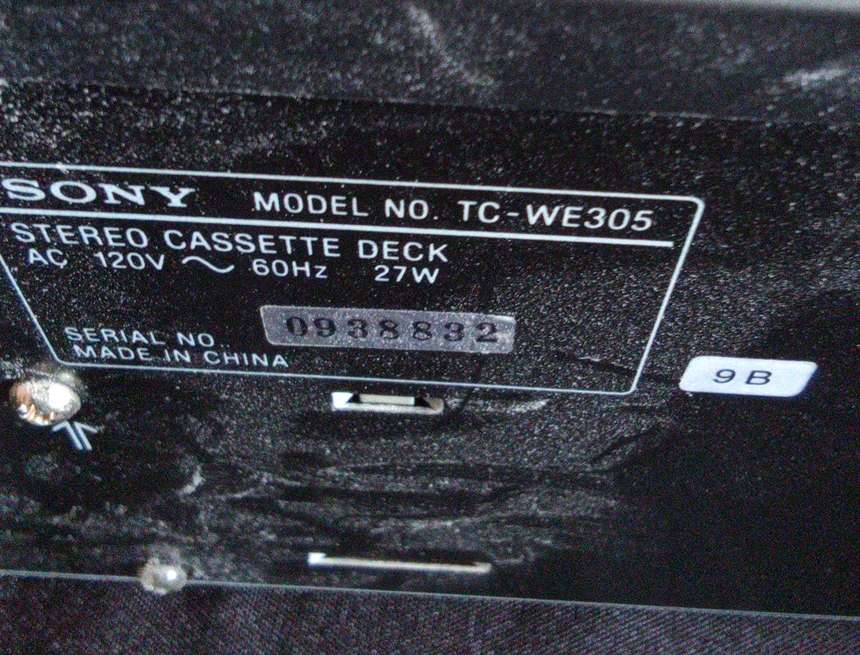 SONY MODEL NO. TC-WE305
STEREO CASSETTE DECK
AC 120V ~ 60Hz 27W
SERIAL NO. 0938832
MADE IN CHINA
9B